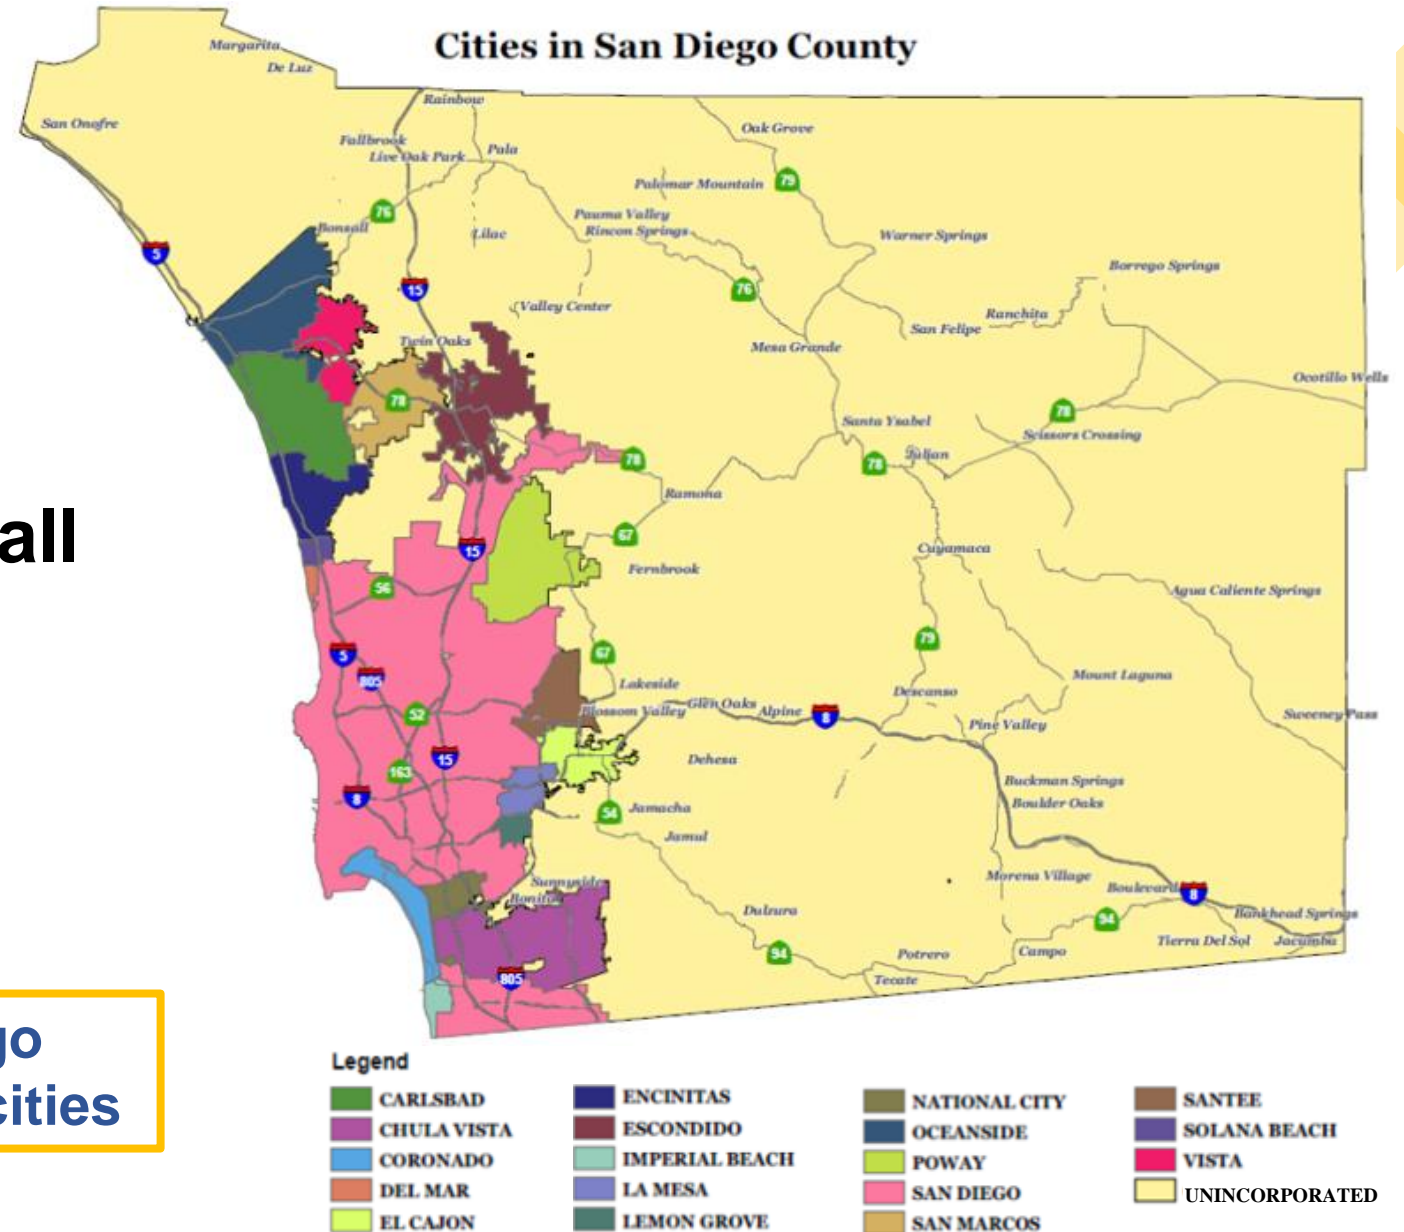 Cities in San Diego County
Margarita
De Luz
Rainbow
San Onofre
Oak Grove
Fallbrook
Live Oak Park
Pala
79
Palomar Mountain
76
Pauma Valley
Bonsall
Lilac
Rincon Springs
Warner Springs
5
Borrego Springs
15
76
Valley Center
Ranchita
San Felipe
Twin Oaks
Mesa Grande
Ocotillo Wells
78
78
Santa Ysabel
Scissors Crossing
78
78
Julian
Ramona
all
67
15
Cuyamaca
Fernbrook
56
Agua Caliente Springs
79
5
67
805
Lakeside
Mount Laguna
Descanso
Blossom Valley
Glen Oaks
Alpine
8
52
Sweeney Pass
Pine Valley
15
Dehesa
163
Buckman Springs
8
Boulder Oaks
54
Jamacha
Jamul
Morena Village
Sunnyside
Boulevard
8
Bonita
Dulzura
94
Bankhead Springs
Tierra Del Sol
Jacumba
94
Potrero
Campo
805
Tecate
go
cities
Legend
CARLSBAD
CHULA VISTA
CORONADO
DEL MAR
EL CAJON
ENCINITAS
ESCONDIDO
IMPERIAL BEACH
LA MESA
LEMON GROVE
NATIONAL CITY
OCEANSIDE
POWAY
SAN DIEGO
SAN MARCOS
SANTEE
SOLANA BEACH
VISTA
UNINCORPORATED